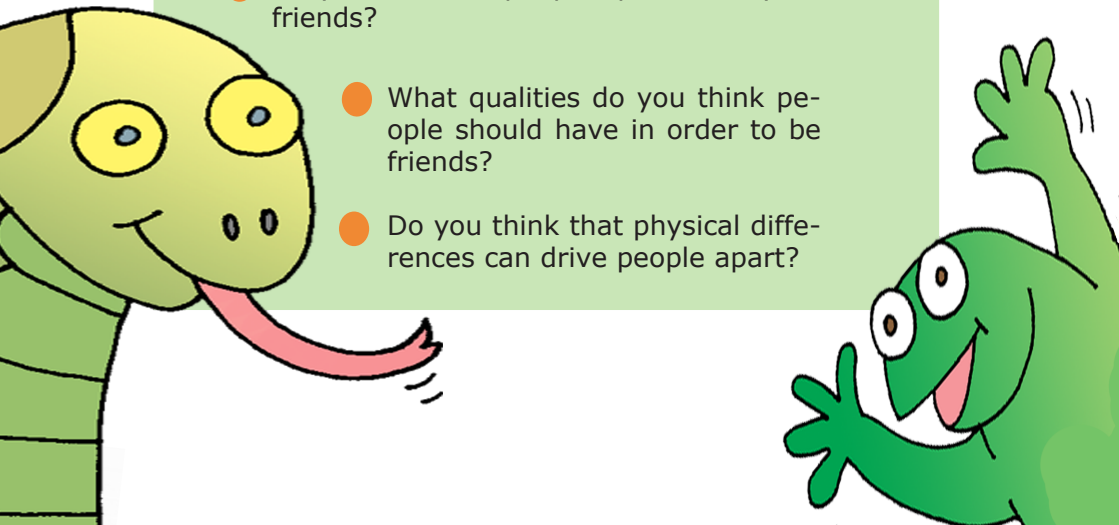 friends?
What qualities do you think pe-
ople should have in order to be
friends?
Do you think that physical diffe-
rences can drive people apart?